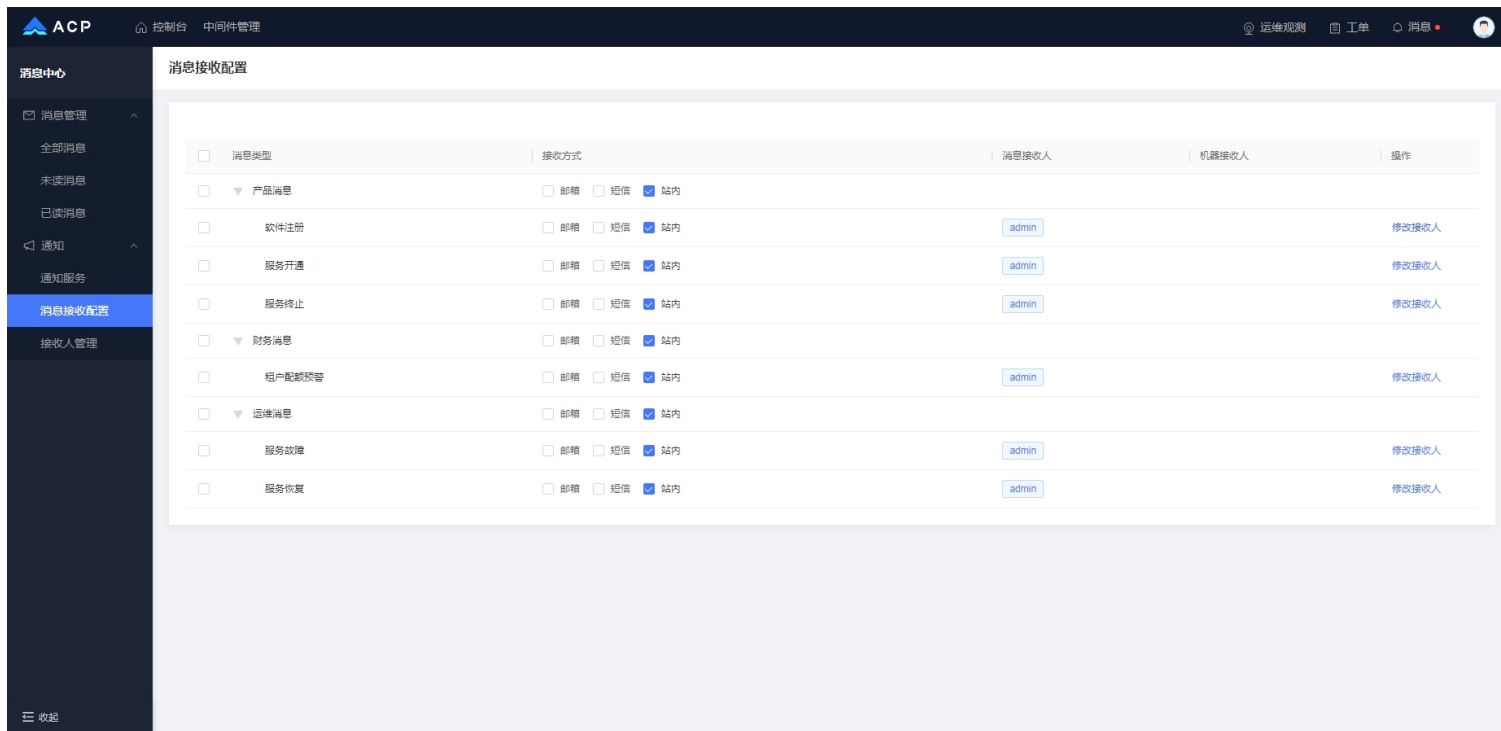 ACP 控制台 中间件管理 运维观测 工单 消息
消息中心
消息接收配置
消息管理
全部消息
未读消息
已读消息
通知
通知服务
消息接收配置
接收人管理
收起
消息类型 接收方式 消息接收人 机器接收人 操作
产品消息 邮箱 短信 站内
软件注册 邮箱 短信 站内 admin 修改接收人
服务开通 邮箱 短信 站内 admin 修改接收人
服务终止 邮箱 短信 站内 admin 修改接收人
财务消息 邮箱 短信 站内
租户配额预警 邮箱 短信 站内 admin 修改接收人
运维消息 邮箱 短信 站内
服务故障 邮箱 短信 站内 admin 修改接收人
服务恢复 邮箱 短信 站内 admin 修改接收人